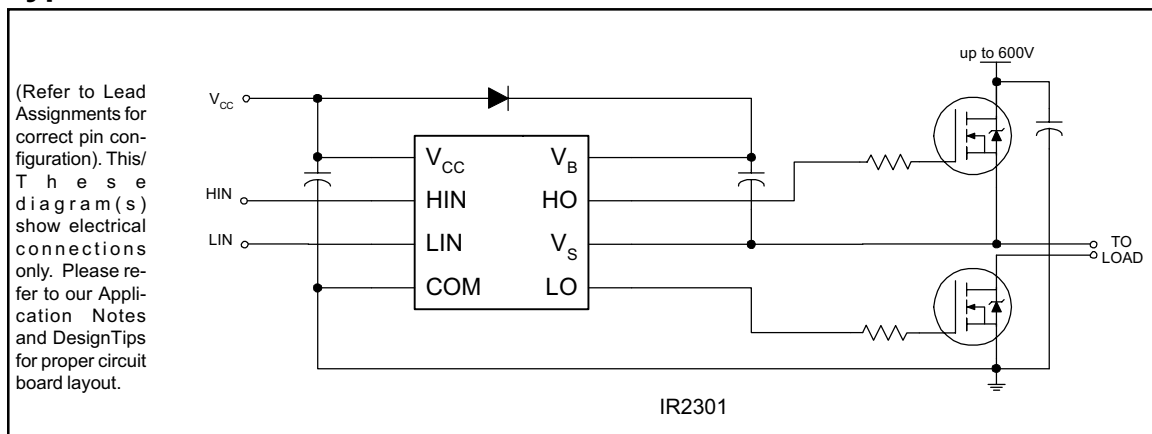 (Refer to Lead
Assignments for
correct pin con-
figuration). This/
These
diagram(s)
show electrical
connections
only. Please re-
fer to our Appli-
cation Notes
and DesignTips
for proper circuit
board layout.
up to 600V
VCC
VCC
VB
HIN
HIN
HO
LIN
LIN
VS
TO
LOAD
COM
LO
IR2301